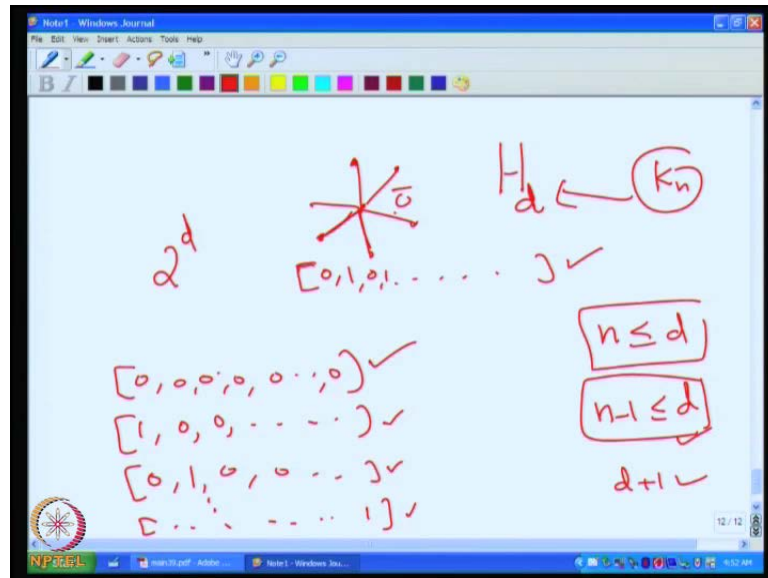 Note1 - Windows Journal
File Edit View Insert Actions Tools Help
B I
H_d ← K_n
0̅
2^d
[0,1,0,1. . . . . . ] ✓
n ≤ d
[0,0,0,0,0..,0] ✓
n-1 ≤ d ✓
[1,0,0,- - - - -] ✓
[0,1,0,0 - -] ✓
d+1 ✓
[ . . : . - - . . . 1] ✓
12/12
NPTEL
main39.pdf - Adobe ...
Note1 - Windows Jou...
9:52 AM